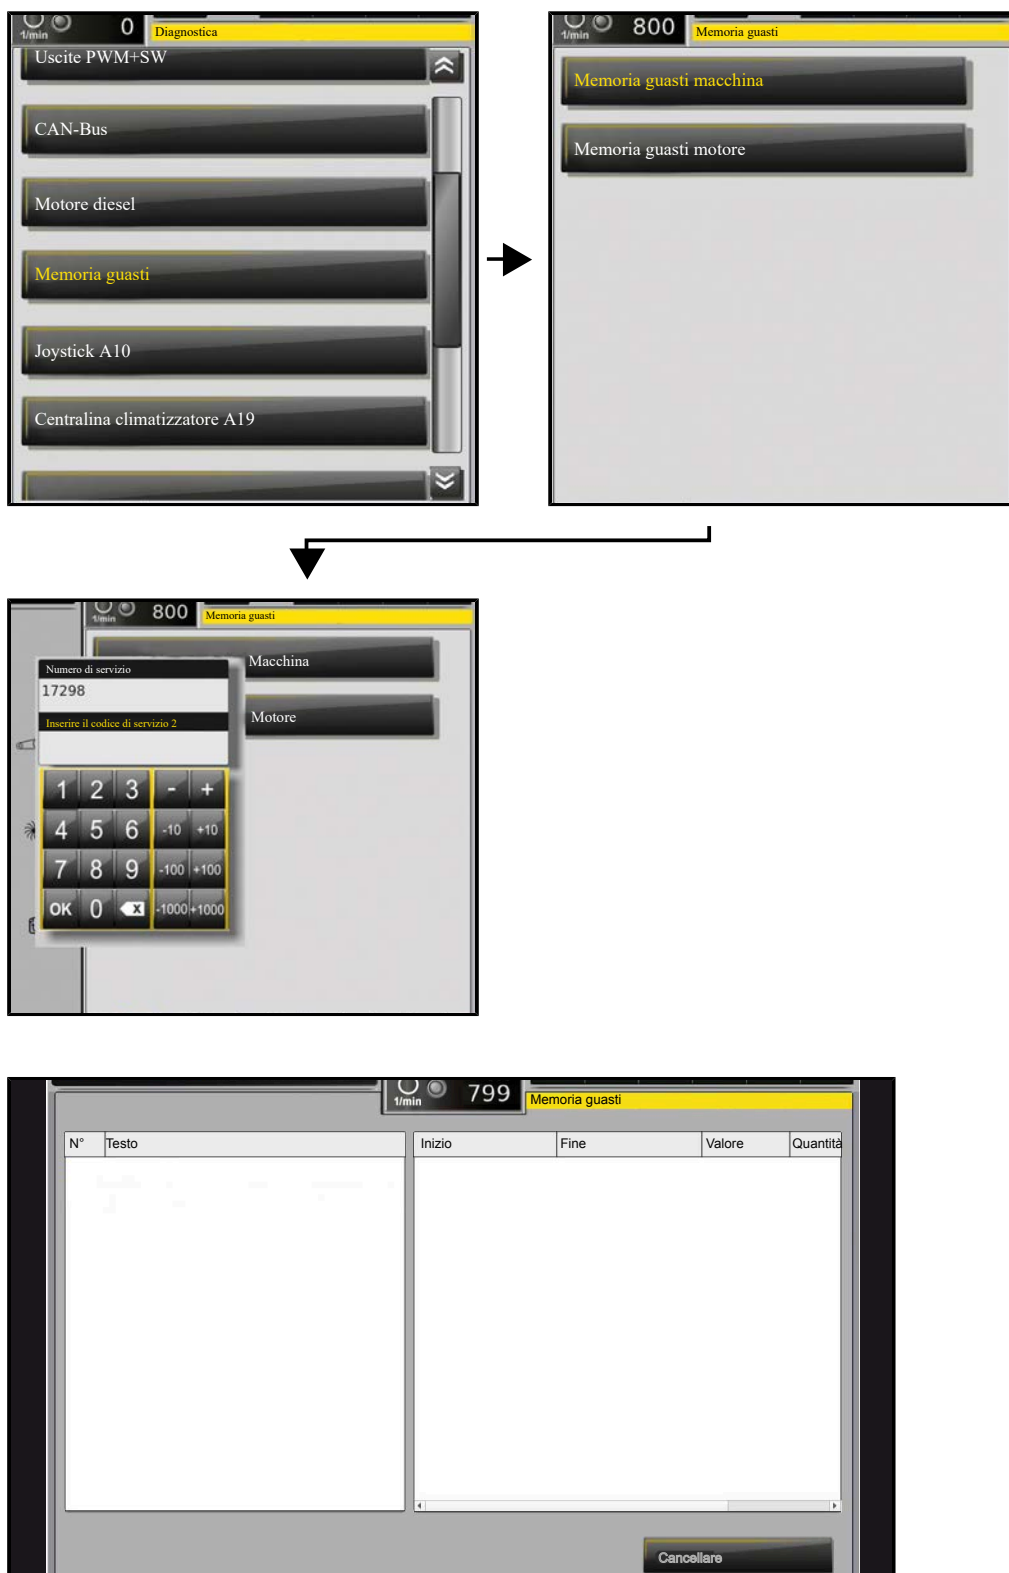 1/min
0
Diagnostica
Uscite PWM+SW
CAN-Bus
Motore diesel
Memoria guasti
Joystick A10
Centralina climatizzatore A19
1/min
800
Memoria guasti
Memoria guasti macchina
Memoria guasti motore
1/min
800
Memoria guasti
Macchina
Motore
Numero di servizio
17298
Inserire il codice di servizio 2
1 2 3 - +
4 5 6 -10 +10
7 8 9 -100 +100
OK 0 X -1000 +1000
1/min
799
Memoria guasti
N° Testo Inizio Fine Valore Quantità
Cancellare